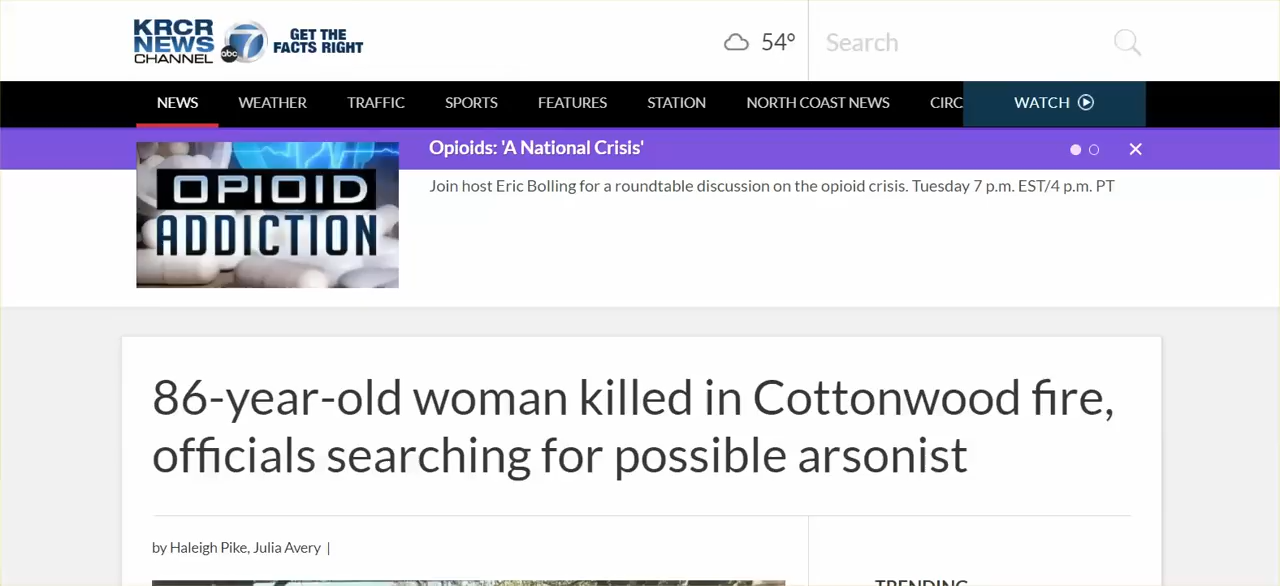 KRCR
NEWS
CHANNEL
abc 7
GET THE
FACTS RIGHT
54°
Search
NEWS WEATHER TRAFFIC SPORTS FEATURES STATION NORTH COAST NEWS CIRC WATCH
Opioids: 'A National Crisis'
OPIOID
ADDICTION
Join host Eric Bolling for a roundtable discussion on the opioid crisis. Tuesday 7 p.m. EST/4 p.m. PT
86-year-old woman killed in Cottonwood fire,
officials searching for possible arsonist
by Haleigh Pike, Julia Avery |
TRENDING